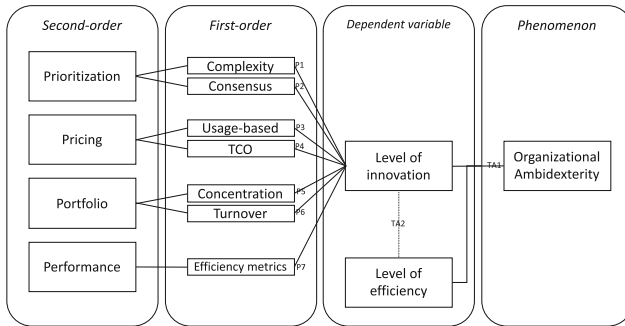 Second-order
First-order
Dependent variable
Phenomenon
Prioritization
Complexity
P1
Consensus
P2
Pricing
Usage-based
P3
TCO
P4
Level of
innovation
TA1
Organizational
Ambidexterity
Portfolio
Concentration
P5
Turnover
P6
TA2
Performance
Efficiency metrics
P7
Level of
efficiency